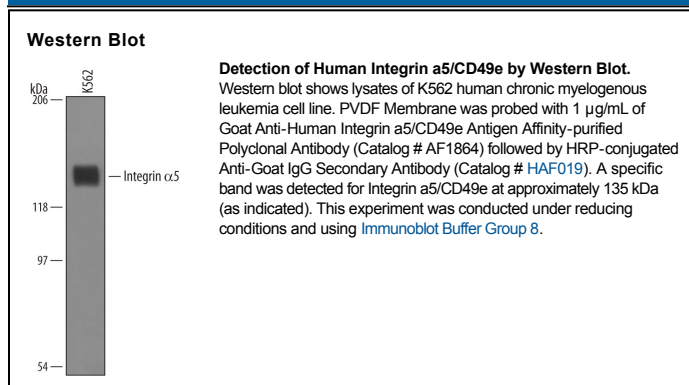 Western Blot
kDa
K562
206
Integrin α5
118
97
54
Detection of Human Integrin a5/CD49e by Western Blot.
Western blot shows lysates of K562 human chronic myelogenous
leukemia cell line. PVDF Membrane was probed with 1 µg/mL of
Goat Anti-Human Integrin a5/CD49e Antigen Affinity-purified
Polyclonal Antibody (Catalog # AF1864) followed by HRP-conjugated
Anti-Goat IgG Secondary Antibody (Catalog # HAF019). A specific
band was detected for Integrin a5/CD49e at approximately 135 kDa
(as indicated). This experiment was conducted under reducing
conditions and using Immunoblot Buffer Group 8.